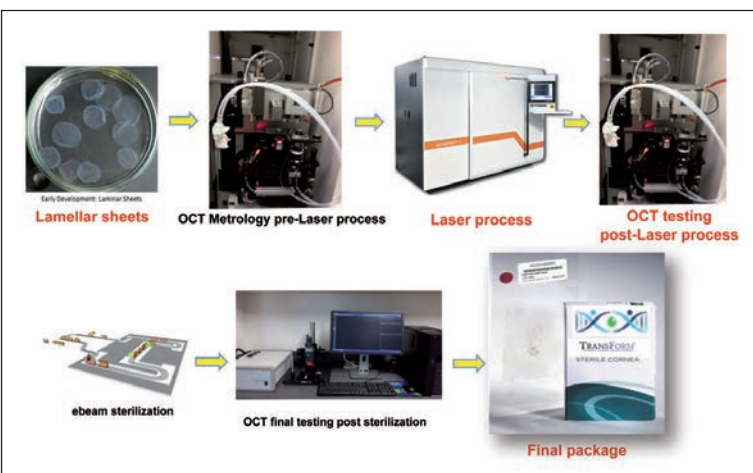 Early Development: Laminar Sheets
Lamellar sheets
OCT Metrology pre-Laser process
Laser process
OCT testing
post-Laser process
ebeam sterilization
OCT final testing post sterilization
TRANSFORM
STERILE CORNEA
Final package